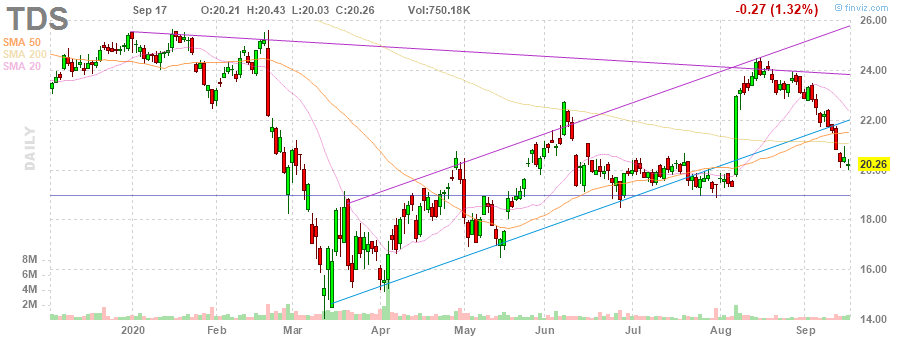 TDS Sep 17 O:20.21 H:20.43 L:20.03 C:20.26 Vol:750.18K -0.27 (1.32%) © finviz.com
SMA 50
SMA 200
SMA 20
DAILY
26.00
24.00
22.00
20.26
20.00
18.00
16.00
14.00
8M
6M
4M
2M
2020 Feb Mar Apr May Jun Jul Aug Sep